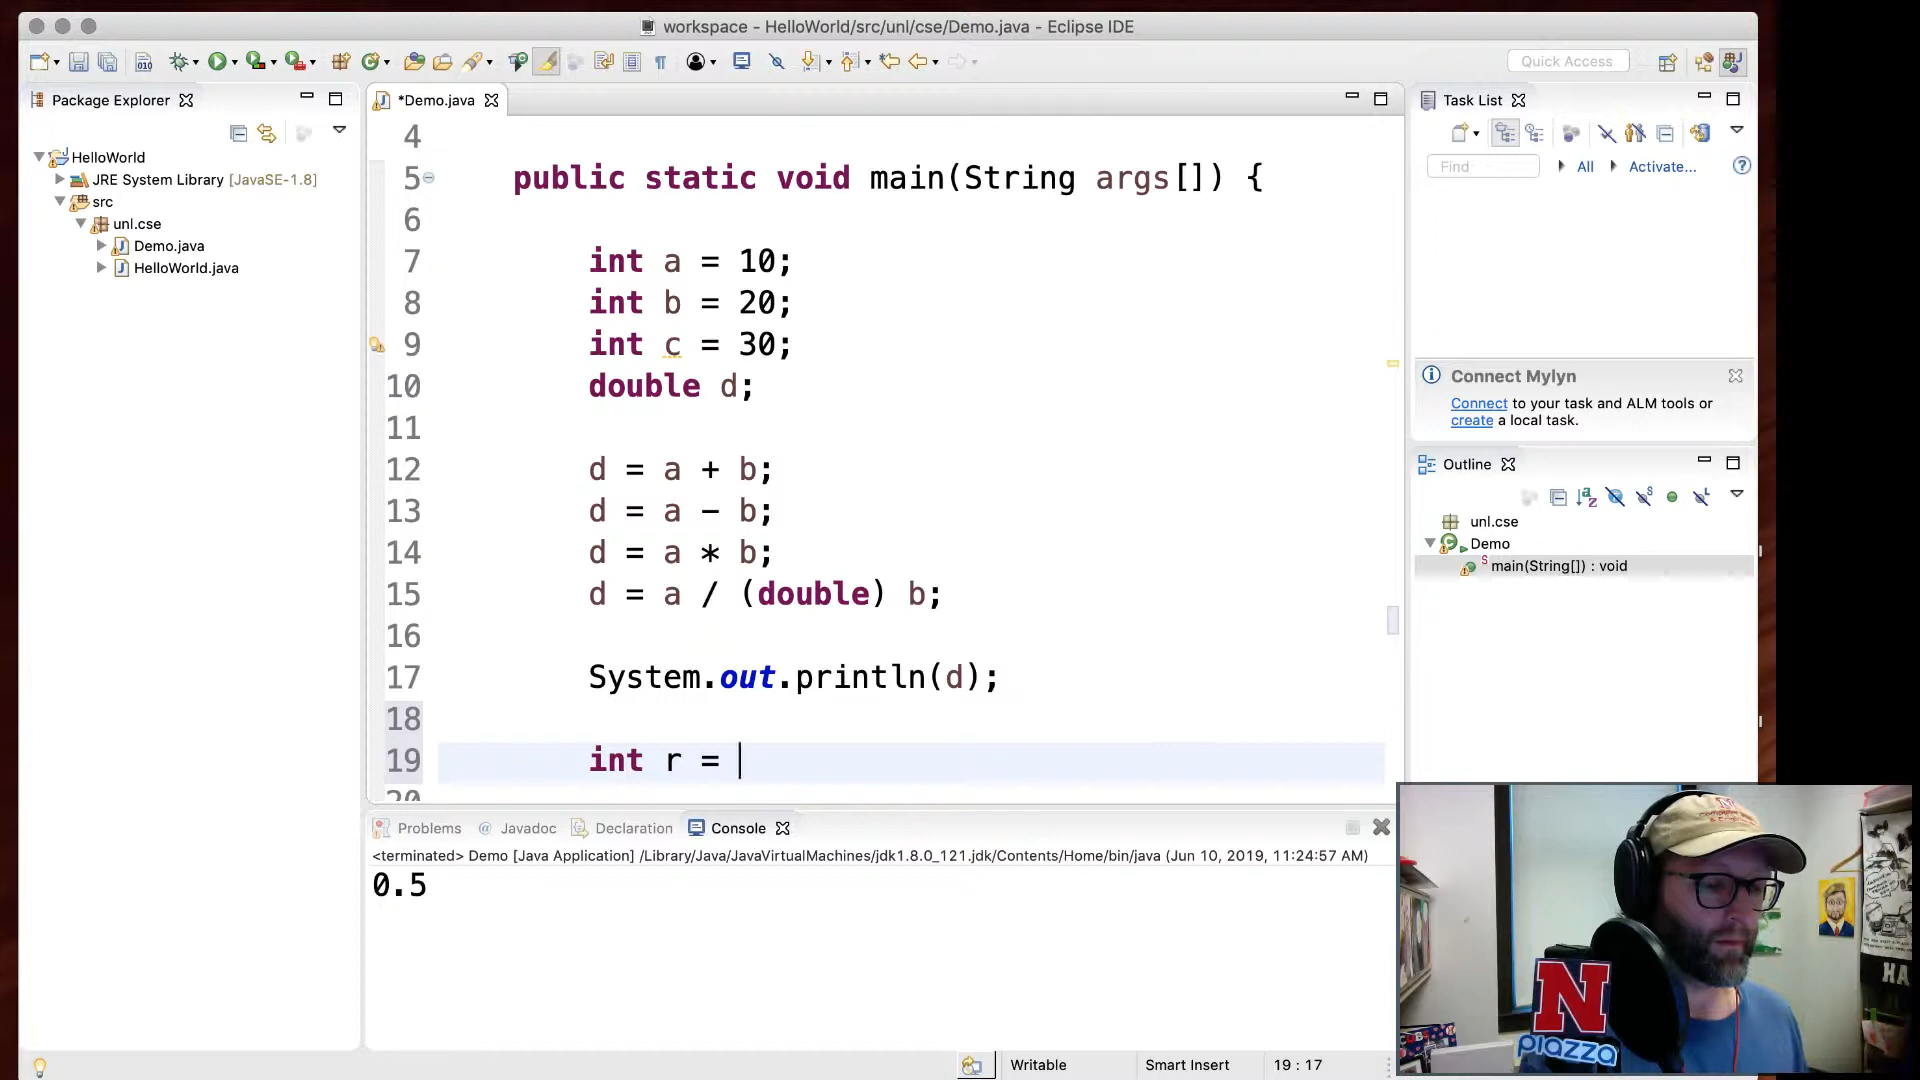 workspace - HelloWorld/src/unl/cse/Demo.java - Eclipse IDE
Quick Access
Package Explorer
*Demo.java
Task List
Find
All
Activate...
HelloWorld
JRE System Library [JavaSE-1.8]
src
unl.cse
Demo.java
HelloWorld.java
4
5 public static void main(String args[]) {
6
7 int a = 10;
8 int b = 20;
9 int c = 30;
10 double d;
11
12 d = a + b;
13 d = a - b;
14 d = a * b;
15 d = a / (double) b;
16
17 System.out.println(d);
18
19 int r =
20
Connect Mylyn
Connect to your task and ALM tools or
create a local task.
Outline
unl.cse
Demo
main(String[]) : void
Problems
Javadoc
Declaration
Console
<terminated> Demo [Java Application] /Library/Java/JavaVirtualMachines/jdk1.8.0_121.jdk/Contents/Home/bin/java (Jun 10, 2019, 11:24:57 AM)
0.5
Writable
Smart Insert
19 : 17
N
piazza
HA
CUBS